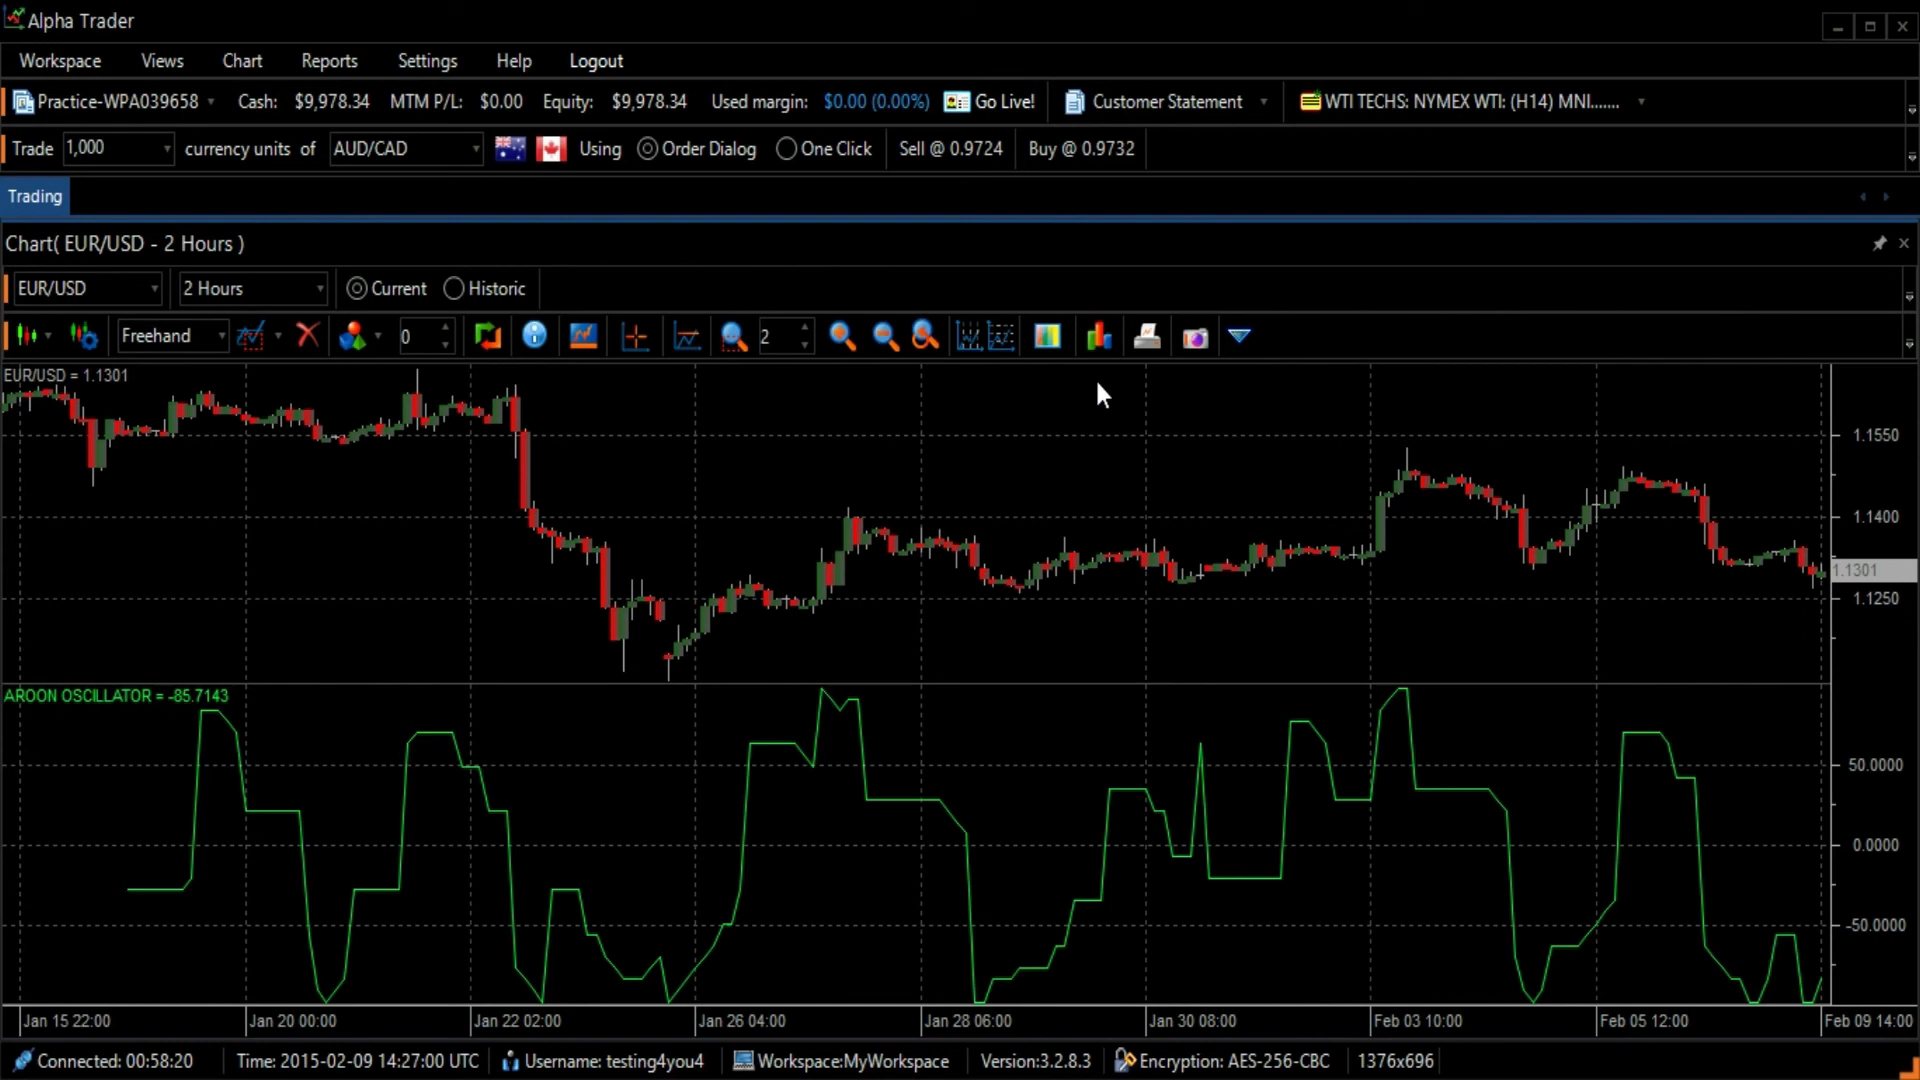 Alpha Trader
Workspace Views Chart Reports Settings Help Logout
Practice-WPA039658 Cash: $9,978.34 MTM P/L: $0.00 Equity: $9,978.34 Used margin: $0.00 (0.00%) Go Live! Customer Statement WTI TECHS: NYMEX WTI: (H14) MNI.......
Trade 1,000 currency units of AUD/CAD Using Order Dialog One Click Sell @ 0.9724 Buy @ 0.9732
Trading
Chart( EUR/USD - 2 Hours )
EUR/USD 2 Hours Current Historic
Freehand 0 2
EUR/USD = 1.1301
1.1550
1.1400
1.1301
1.1250
AROON OSCILLATOR = -85.7143
50.0000
0.0000
-50.0000
Jan 15 22:00 Jan 20 00:00 Jan 22 02:00 Jan 26 04:00 Jan 28 06:00 Jan 30 08:00 Feb 03 10:00 Feb 05 12:00 Feb 09 14:00
Connected: 00:58:20 Time: 2015-02-09 14:27:00 UTC Username: testing4you4 Workspace:MyWorkspace Version:3.2.8.3 Encryption: AES-256-CBC 1376x696